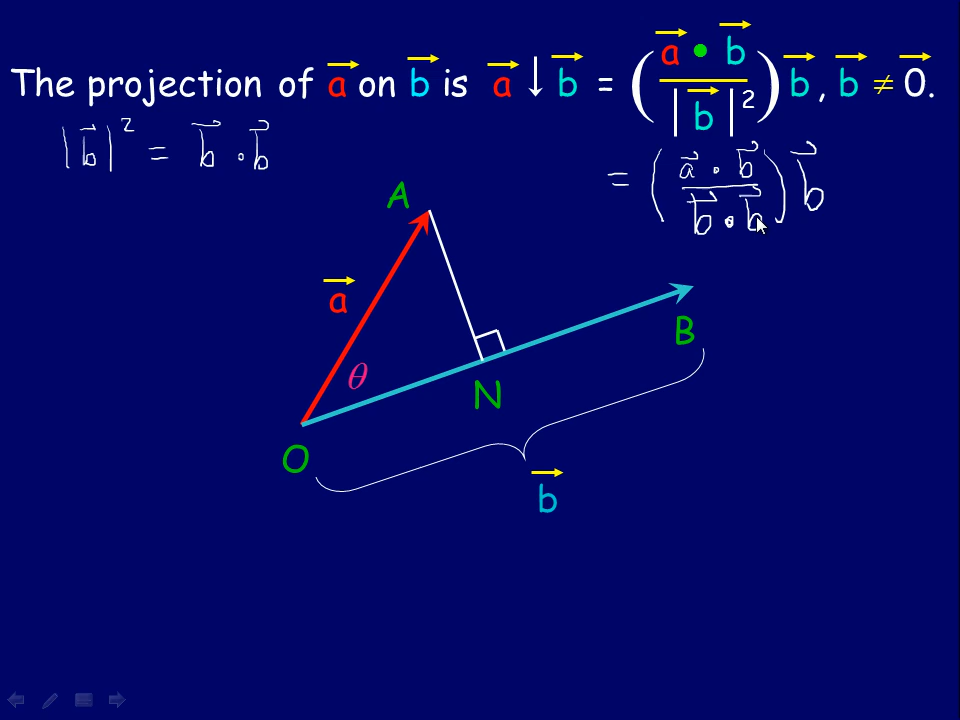 The projection of a⃗ on b⃗ is a⃗ ↓ b⃗ = ( a⃗ • b⃗ / | b⃗ |² ) b⃗ , b⃗ ≠ 0⃗.
|b⃗|² = b⃗ · b⃗
= ( a⃗ · b⃗ / b⃗ · b⃗ ) b⃗
A
a⃗
B
θ
N
O
b⃗